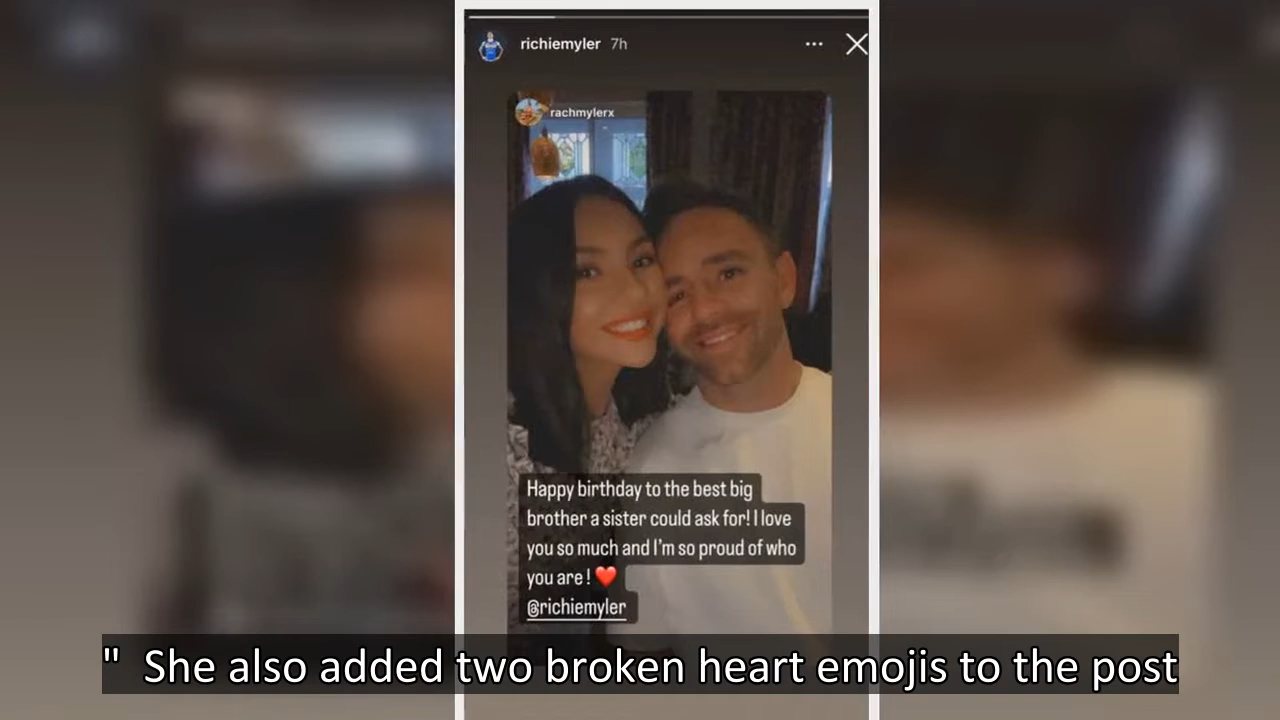 richiemyler 7h
rachmylerx
Happy birthday to the best big
brother a sister could ask for! I love
you so much and I'm so proud of who
you are! ❤️
@richiemyler
" She also added two broken heart emojis to the post